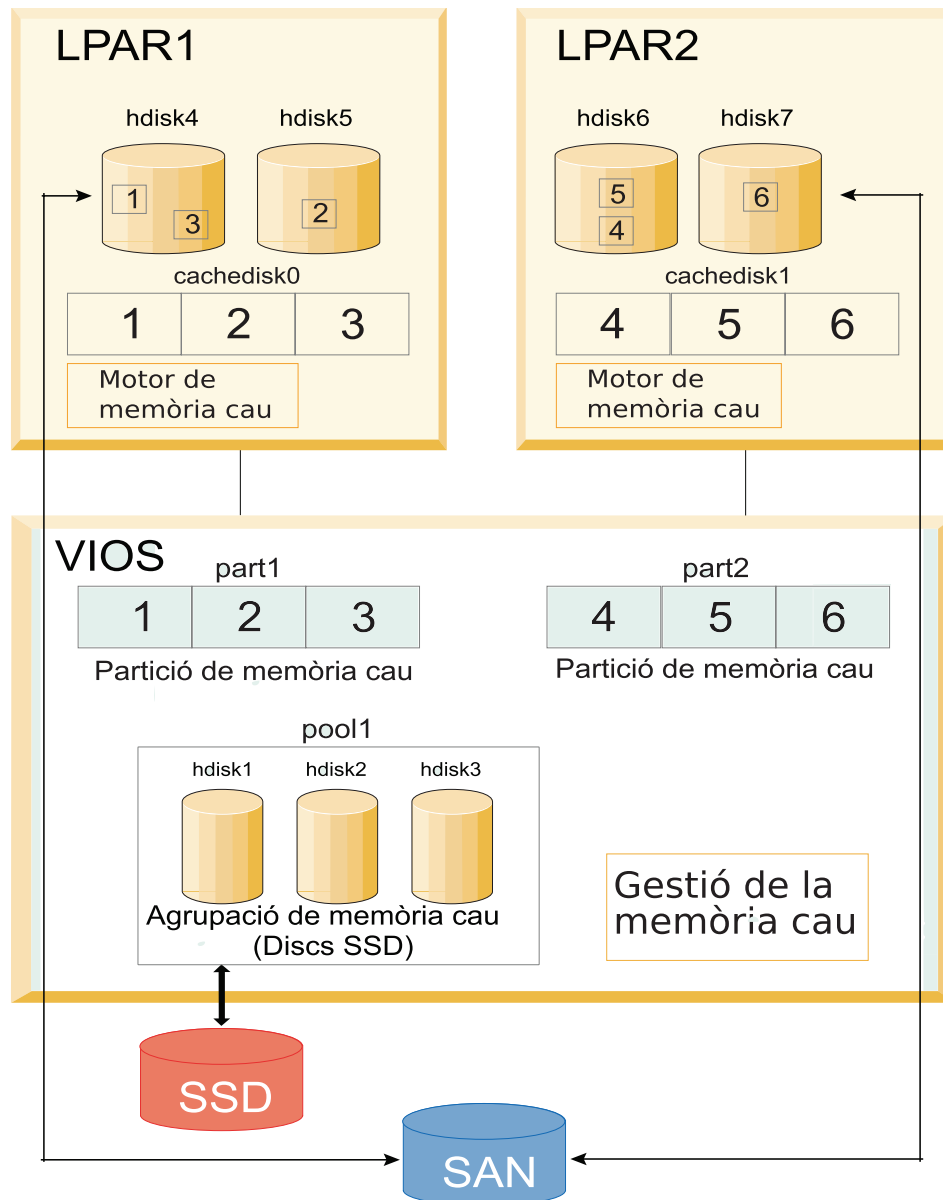 LPAR1
hdisk4
hdisk5
1
3
2
cachedisk0
1 2 3
Motor de
memòria cau
LPAR2
hdisk6
hdisk7
5
4
6
cachedisk1
4 5 6
Motor de
memòria cau
VIOS
part1
1 2 3
Partició de memòria cau
part2
4 5 6
Partició de memòria cau
pool1
hdisk1
hdisk2
hdisk3
Agrupació de memòria cau
(Discs SSD)
Gestió de la
memòria cau
SSD
SAN